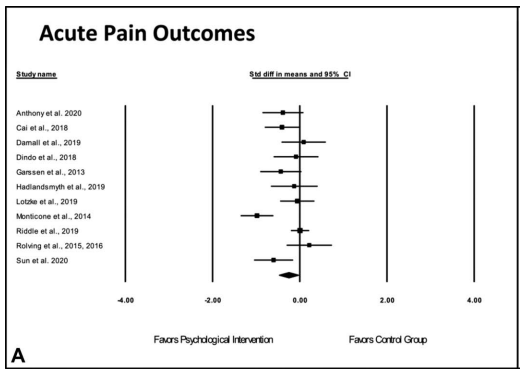 Acute Pain Outcomes
Study name Std diff in means and 95% CI
Anthony et al. 2020
Cai et al., 2018
Darnall et al., 2019
Dindo et al., 2018
Garssen et al., 2013
Hadlandsmyth et al., 2019
Lotzke et al., 2019
Monticone et al., 2014
Riddle et al., 2019
Rolving et al., 2015, 2016
Sun et al. 2020
-4.00 -2.00 0.00 2.00 4.00
Favors Psychological Intervention Favors Control Group
A